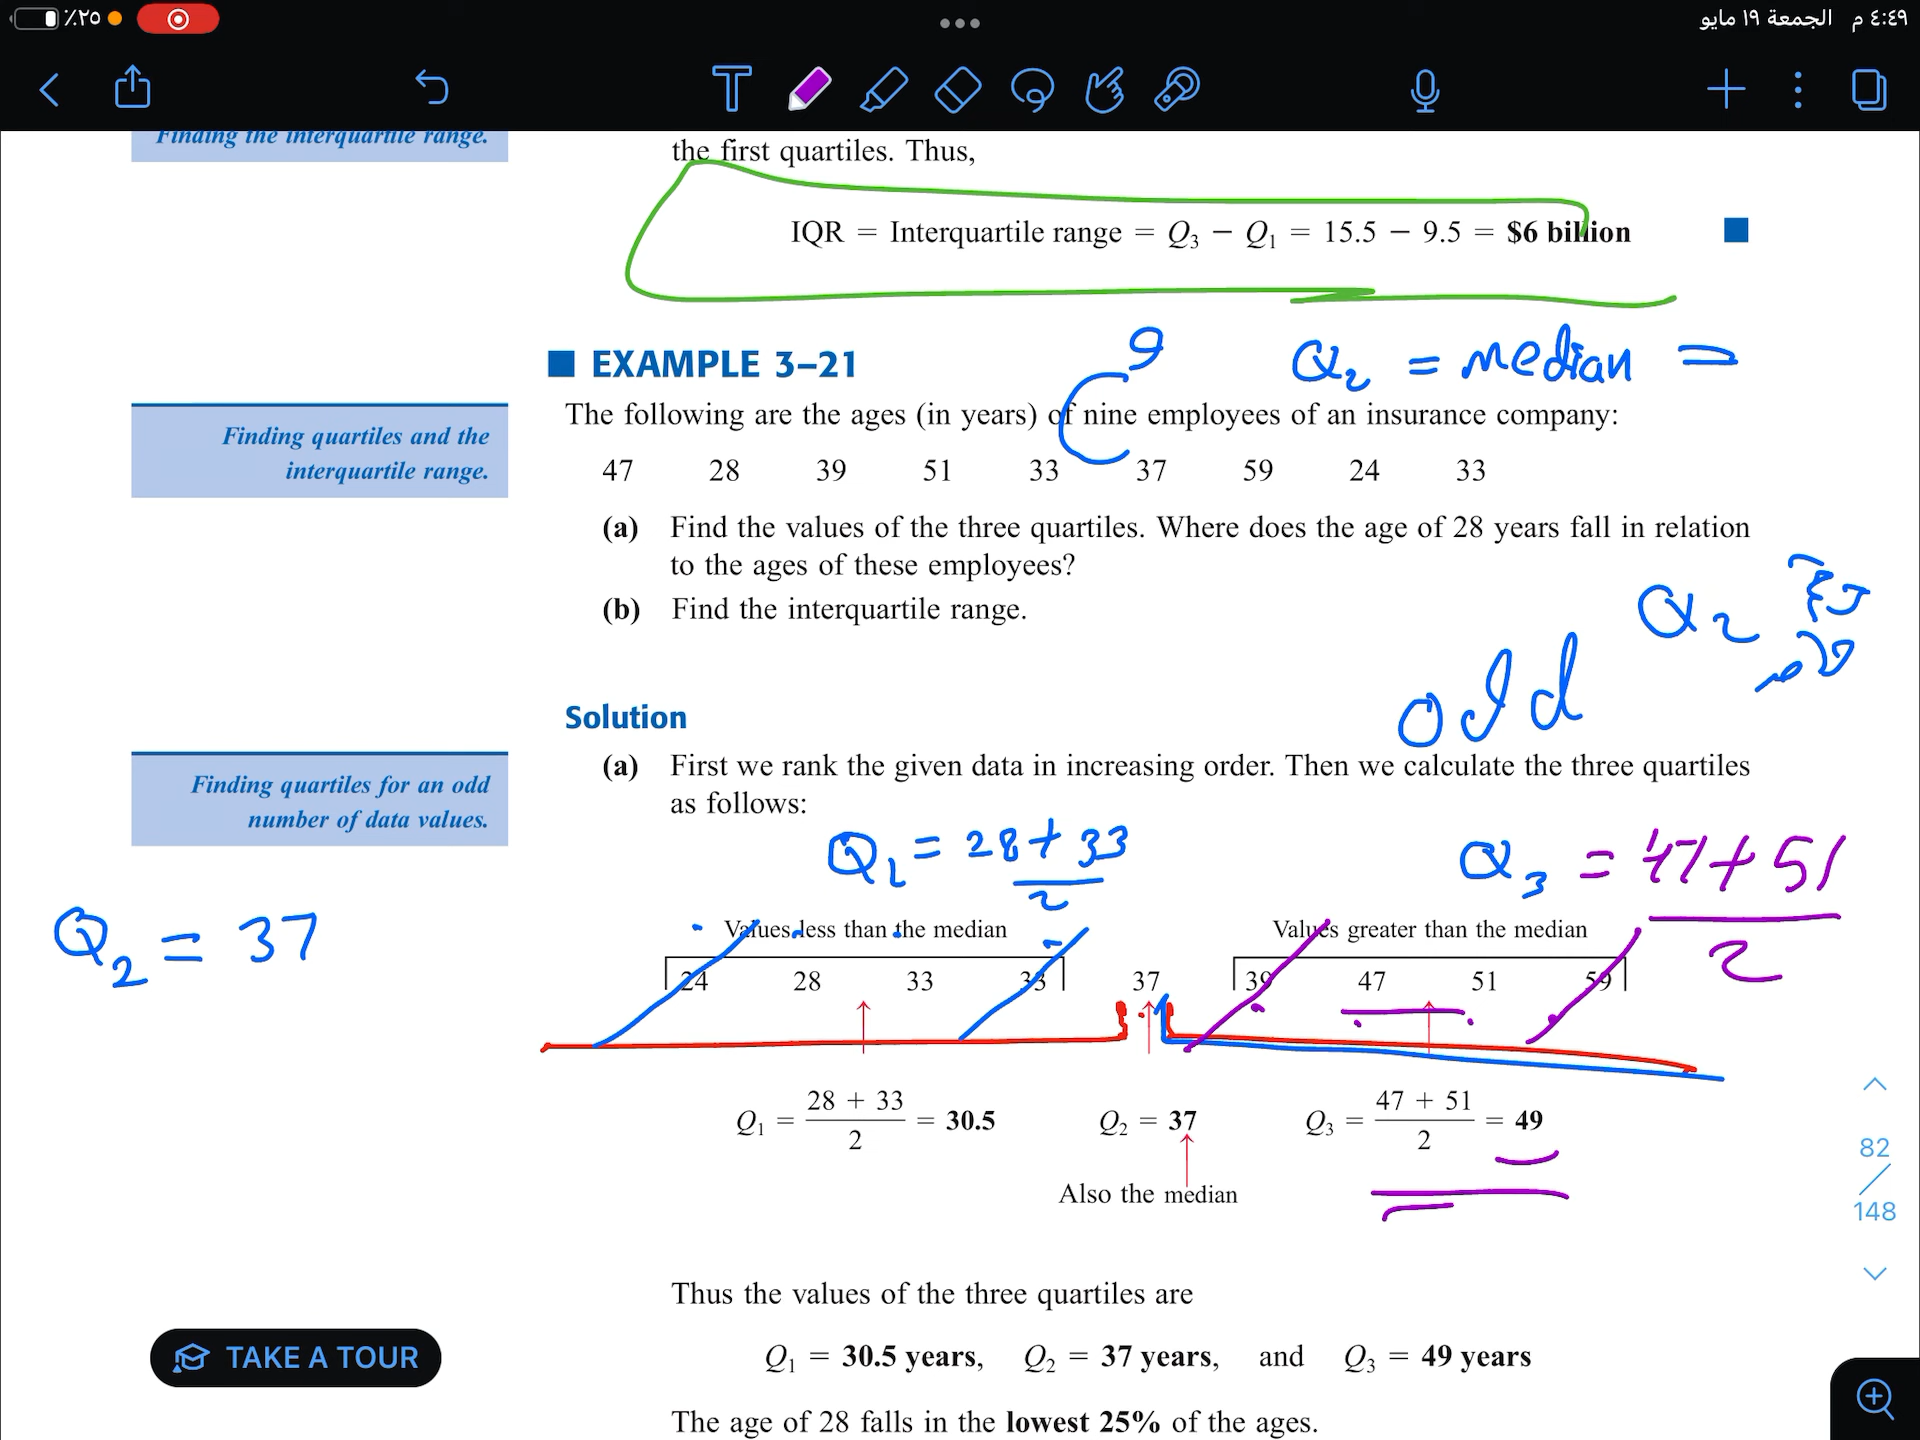 ٪٢٥
٤:٤٩ م الجمعة ١٩ مايو
Finding the interquartile range.
the first quartiles. Thus,
IQR = Interquartile range = Q₃ − Q₁ = 15.5 − 9.5 = $6 billion
9
Q₂ = median =
EXAMPLE 3–21
The following are the ages (in years) of nine employees of an insurance company:
Finding quartiles and the
interquartile range.
47 28 39 51 33 37 59 24 33
(a) Find the values of the three quartiles. Where does the age of 28 years fall in relation
to the ages of these employees?
(b) Find the interquartile range.
Q₂
odd
Solution
(a) First we rank the given data in increasing order. Then we calculate the three quartiles
as follows:
Finding quartiles for an odd
number of data values.
Q₁ = 28 + 33
2
Q₃ = 47 + 51
2
Q₂ = 37
Values less than the median Values greater than the median
24 28 33 33 37 39 47 51 59
Q₁ = 28 + 33 / 2 = 30.5 Q₂ = 37 Q₃ = 47 + 51 / 2 = 49
Also the median
82
148
Thus the values of the three quartiles are
Q₁ = 30.5 years, Q₂ = 37 years, and Q₃ = 49 years
TAKE A TOUR
The age of 28 falls in the lowest 25% of the ages.